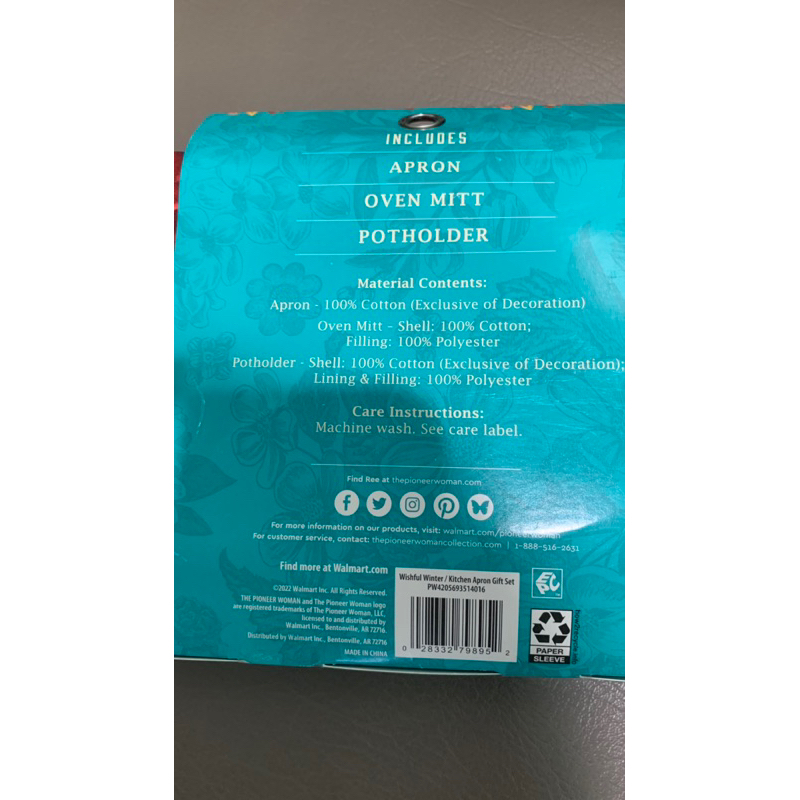 INCLUDES
APRON
OVEN MITT
POTHOLDER
Material Contents:
Apron - 100% Cotton (Exclusive of Decoration)
Oven Mitt - Shell: 100% Cotton;
Filling: 100% Polyester
Potholder - Shell: 100% Cotton (Exclusive of Decoration);
Lining & Filling: 100% Polyester
Care Instructions:
Machine wash. See care label.
Find Ree at thepioneerwoman.com
For more information on our products, visit: walmart.com/pioneerwoman
For customer service, contact: thepioneerwomancollection.com | 1-888-516-2631
Find more at Walmart.com
©2022 Walmart Inc. All Rights Reserved.
THE PIONEER WOMAN and The Pioneer Woman logo
are registered trademarks of The Pioneer Woman, LLC,
licensed to and distributed by
Walmart Inc., Bentonville, AR 72716.
Distributed by Walmart Inc., Bentonville, AR 72716
MADE IN CHINA
Wishful Winter / Kitchen Apron Gift Set
PW4205693514016
0 28332 79895 2
PAPER
SLEEVE
how2recycle.info